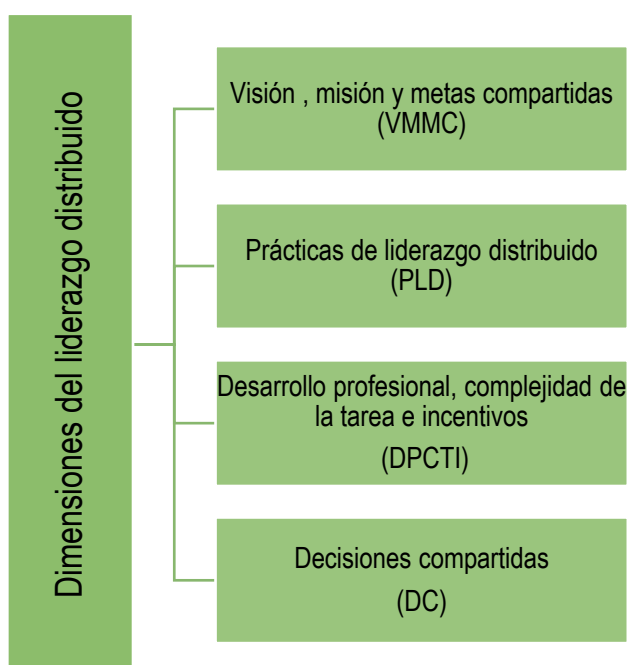 Dimensiones del liderazgo distribuido
Visión , misión y metas compartidas
(VMMC)
Prácticas de liderazgo distribuido
(PLD)
Desarrollo profesional, complejidad de
la tarea e incentivos
(DPCTI)
Decisiones compartidas
(DC)